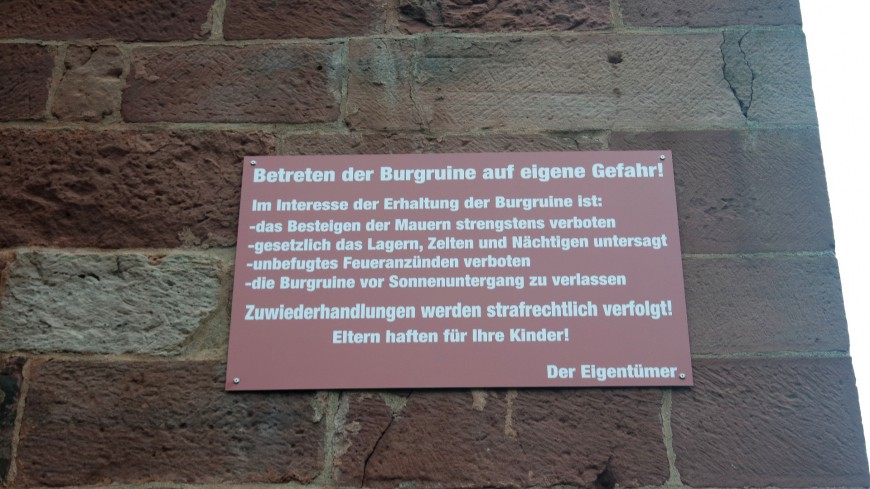 Betreten der Burgruine auf eigene Gefahr!
Im Interesse der Erhaltung der Burgruine ist:
-das Besteigen der Mauern strengstens verboten
-gesetzlich das Lagern, Zelten und Nächtigen untersagt
-unbefugtes Feueranzünden verboten
-die Burgruine vor Sonnenuntergang zu verlassen
Zuwiederhandlungen werden strafrechtlich verfolgt!
Eltern haften für Ihre Kinder!
Der Eigentümer